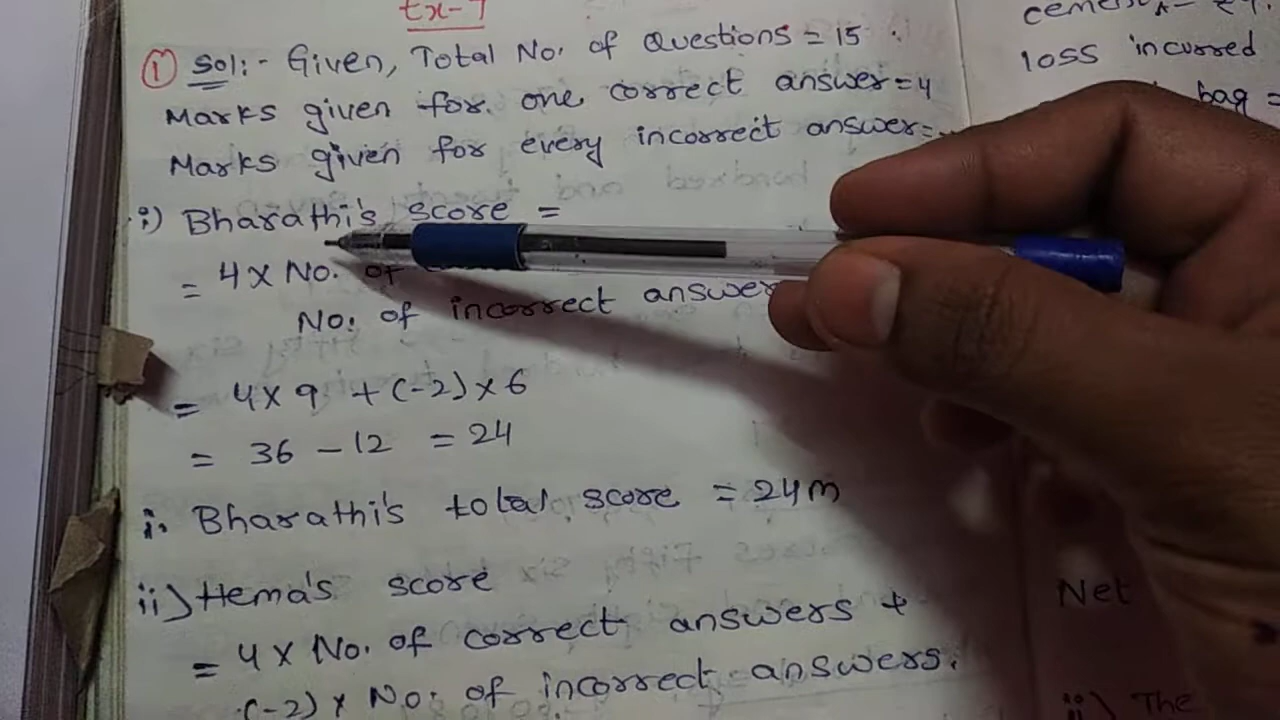 Ex-7
① Sol:- Given, Total No. of Questions = 15.
Marks given for one correct answer = 4
Marks given for every incorrect answer =
i) Bharathi's score =
= 4 x No. of
No. of incorrect answer
= 4 x 9 + (-2) x 6
= 36 - 12 = 24
∴ Bharathi's total score = 24m
ii) Hema's score
= 4 x No. of correct answers +
(-2) x No. of incorrect answers.
loss incurred
bag =
Net
ii) The